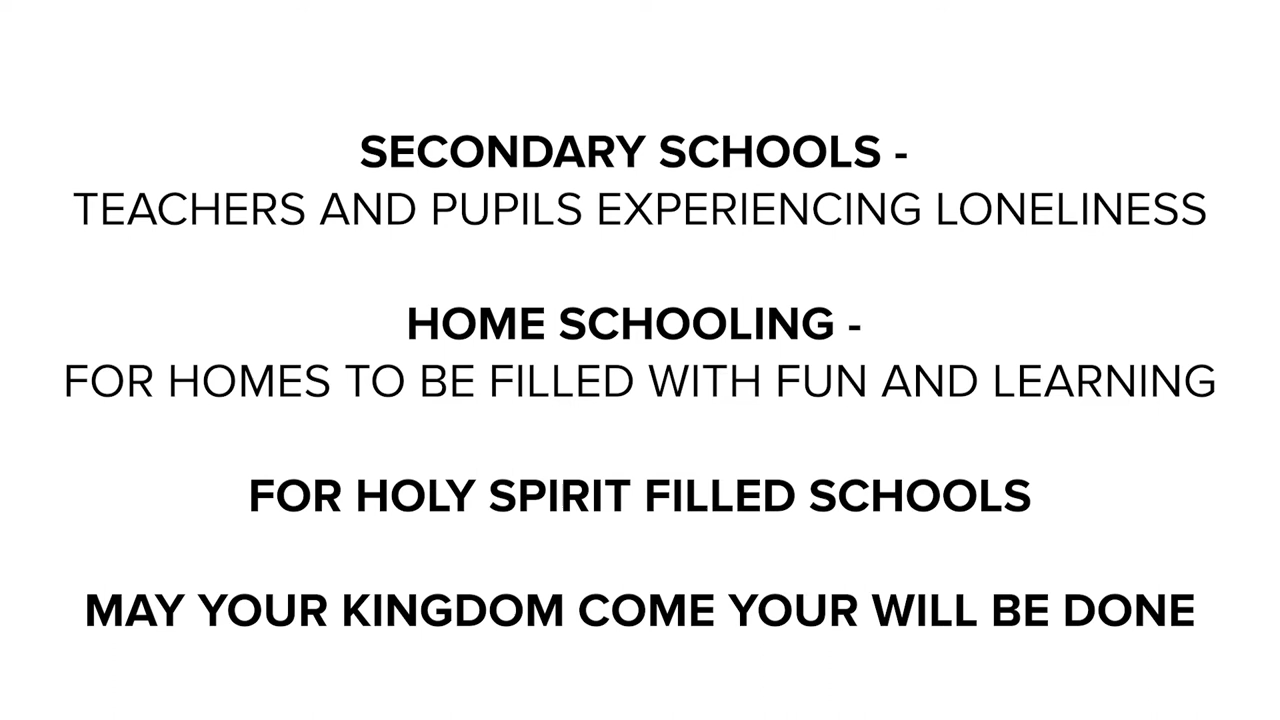 SECONDARY SCHOOLS -
TEACHERS AND PUPILS EXPERIENCING LONELINESS
HOME SCHOOLING -
FOR HOMES TO BE FILLED WITH FUN AND LEARNING
FOR HOLY SPIRIT FILLED SCHOOLS
MAY YOUR KINGDOM COME YOUR WILL BE DONE